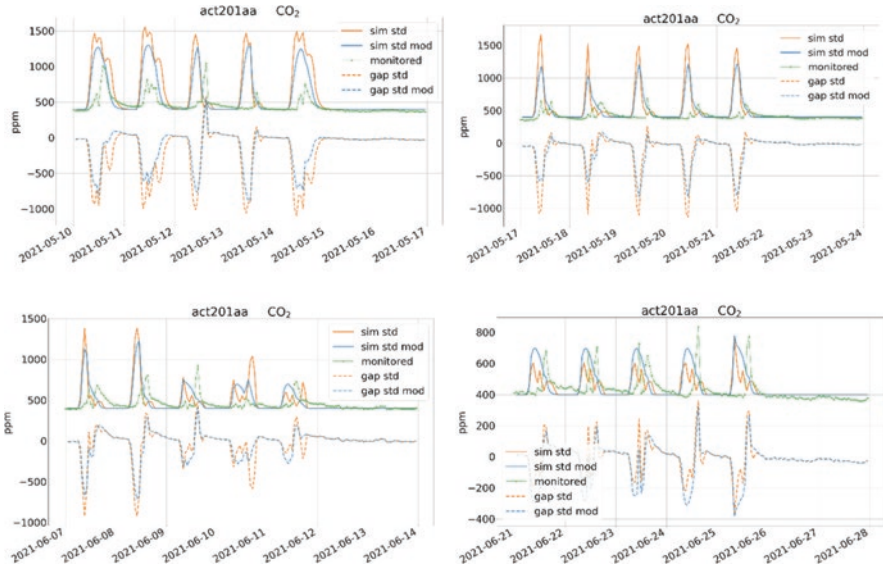 act201aa CO₂
1500
1000
500
0
−500
−1000
ppm
sim std
sim std mod
monitored
gap std
gap std mod
2021-05-10
2021-05-11
2021-05-12
2021-05-13
2021-05-14
2021-05-15
2021-05-16
2021-05-17
act201aa CO₂
1500
1000
500
0
−500
−1000
ppm
sim std
sim std mod
monitored
gap std
gap std mod
2021-05-17
2021-05-18
2021-05-19
2021-05-20
2021-05-21
2021-05-22
2021-05-23
2021-05-24
act201aa CO₂
1500
1000
500
0
−500
−1000
ppm
sim std
sim std mod
monitored
gap std
gap std mod
2021-06-07
2021-06-08
2021-06-09
2021-06-10
2021-06-11
2021-06-12
2021-06-13
2021-06-14
act201aa CO₂
800
600
400
200
0
−200
−400
ppm
sim std
sim std mod
monitored
gap std
gap std mod
2021-06-21
2021-06-22
2021-06-23
2021-06-24
2021-06-25
2021-06-26
2021-06-27
2021-06-28